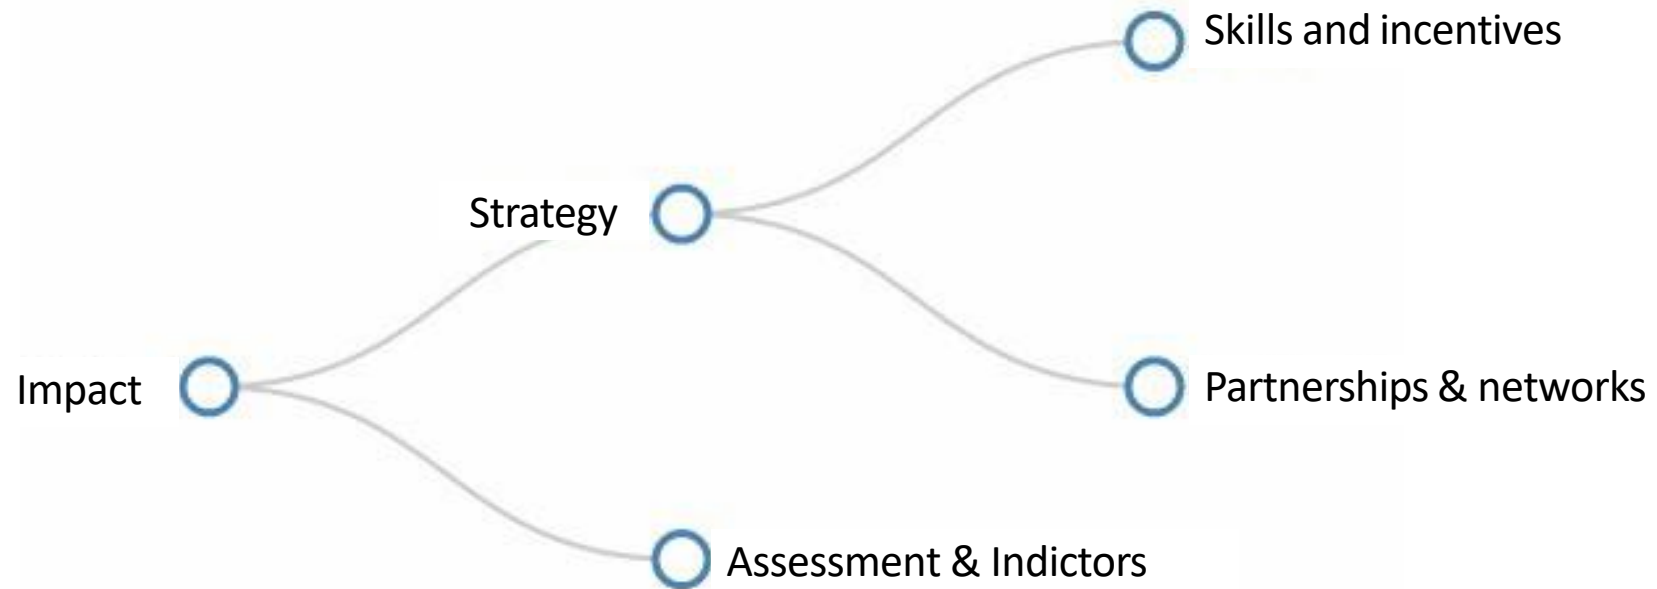 Skills and incentives
Strategy
Impact
Partnerships & networks
Assessment & Indictors